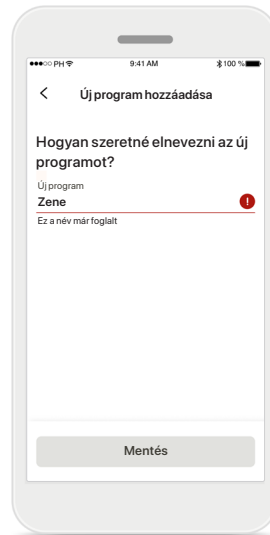 ●●●○○ PH 9:41 AM 100 %
Új program hozzáadása
Hogyan szeretné elnevezni az új
programot?
Új program
Zene
!
Ez a név már foglalt
Mentés